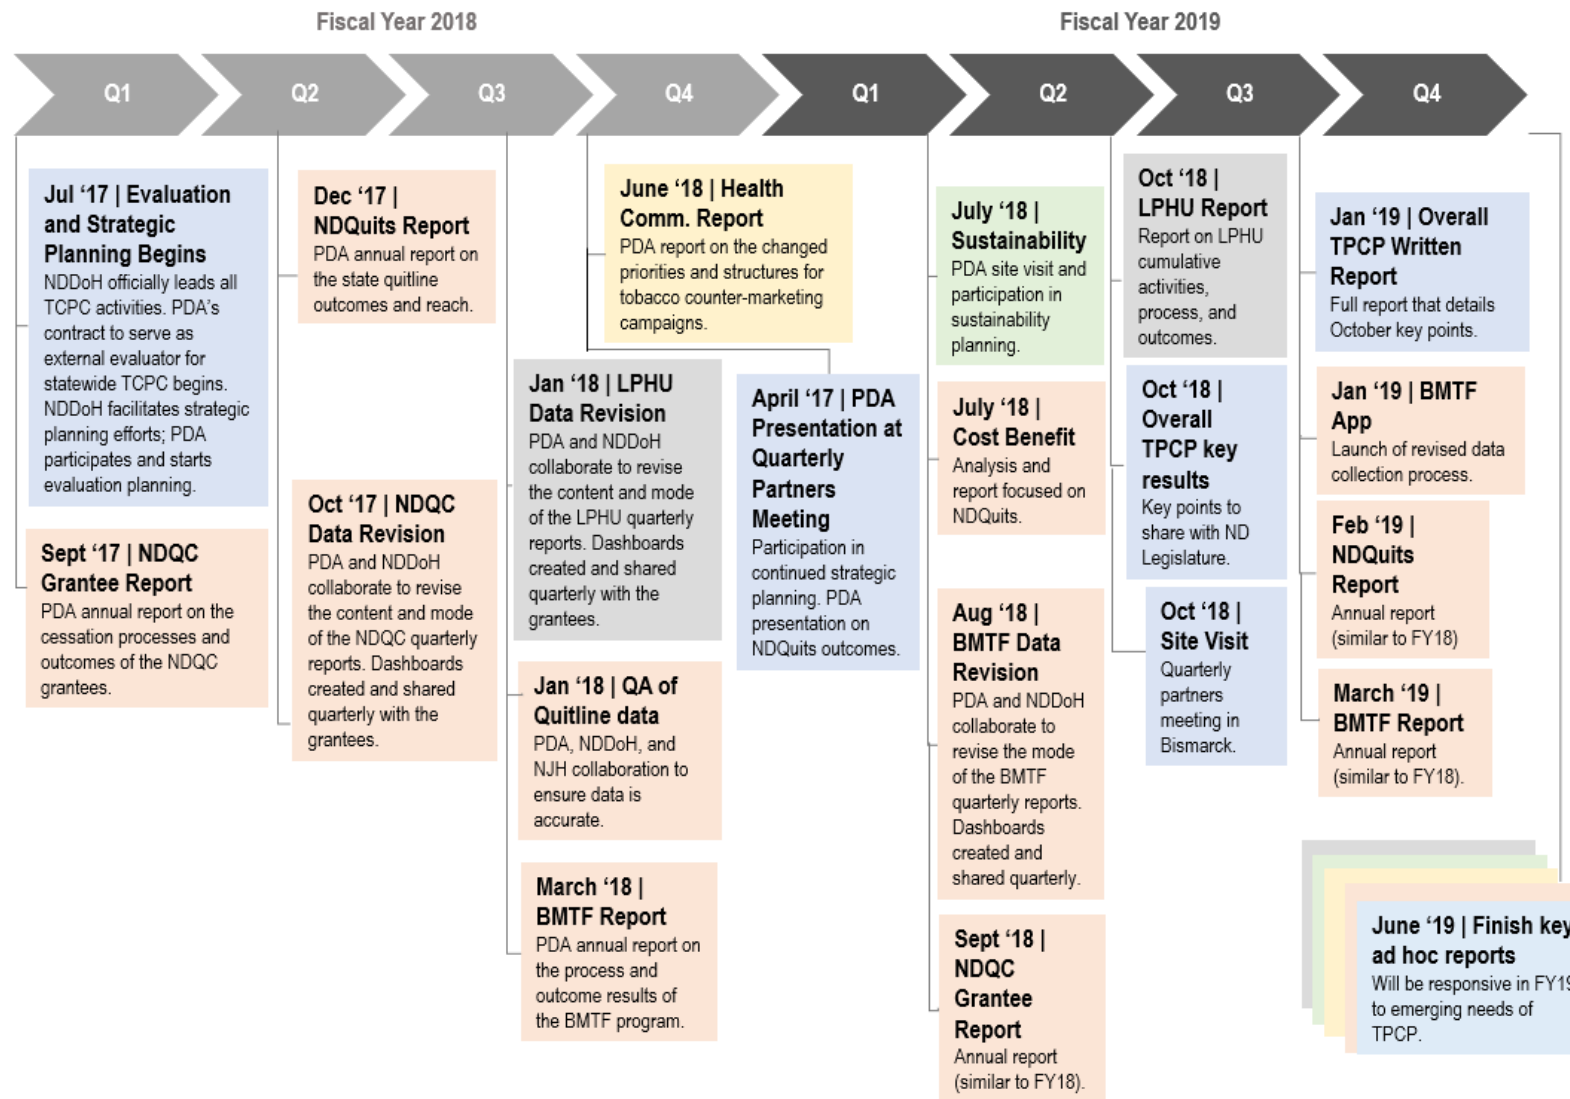 Fiscal Year 2018
Fiscal Year 2019
Q1
Q2
Q3
Q4
Q1
Q2
Q3
Q4
Jul ‘17 | Evaluation
and Strategic
Planning Begins
NDDoH officially leads all
TCPC activities. PDA’s
contract to serve as
external evaluator for
statewide TCPC begins.
NDDoH facilitates strategic
planning efforts; PDA
participates and starts
evaluation planning.
Sept ‘17 | NDQC
Grantee Report
PDA annual report on the
cessation processes and
outcomes of the NDQC
grantees.
Dec ‘17 |
NDQuits Report
PDA annual report on
the state quitline
outcomes and reach.
Oct ‘17 | NDQC
Data Revision
PDA and NDDoH
collaborate to revise
the content and mode
of the NDQC quarterly
reports. Dashboards
created and shared
quarterly with the
grantees.
Jan ‘18 | LPHU
Data Revision
PDA and NDDoH
collaborate to revise
the content and mode
of the LPHU quarterly
reports. Dashboards
created and shared
quarterly with the
grantees.
Jan ‘18 | QA of
Quitline data
PDA, NDDoH, and
NJH collaboration to
ensure data is
accurate.
March ‘18 |
BMTF Report
PDA annual report on
the process and
outcome results of
the BMTF program.
June ‘18 | Health
Comm. Report
PDA report on the changed
priorities and structures for
tobacco counter-marketing
campaigns.
April ‘17 | PDA
Presentation at
Quarterly
Partners
Meeting
Participation in
continued strategic
planning. PDA
presentation on
NDQuits outcomes.
July ‘18 |
Sustainability
PDA site visit and
participation in
sustainability
planning.
July ‘18 |
Cost Benefit
Analysis and
report focused on
NDQuits.
Aug ‘18 |
BMTF Data
Revision
PDA and NDDoH
collaborate to
revise the mode
of the BMTF
quarterly reports.
Dashboards
created and
shared quarterly.
Sept ‘18 |
NDQC
Grantee
Report
Annual report
(similar to FY18).
Oct ‘18 |
LPHU Report
Report on LPHU
cumulative
activities,
process, and
outcomes.
Oct ‘18 |
Overall
TPCP key
results
Key points to
share with ND
Legislature.
Oct ‘18 |
Site Visit
Quarterly
partners
meeting in
Bismarck.
Jan ‘19 | Overall
TPCP Written
Report
Full report that details
October key points.
Jan ‘19 | BMTF
App
Launch of revised data
collection process.
Feb ‘19 |
NDQuits
Report
Annual report
(similar to FY18)
March ‘19 |
BMTF Report
Annual report
(similar to FY18).
June ‘19 | Finish key
ad hoc reports
Will be responsive in FY19
to emerging needs of
TPCP.